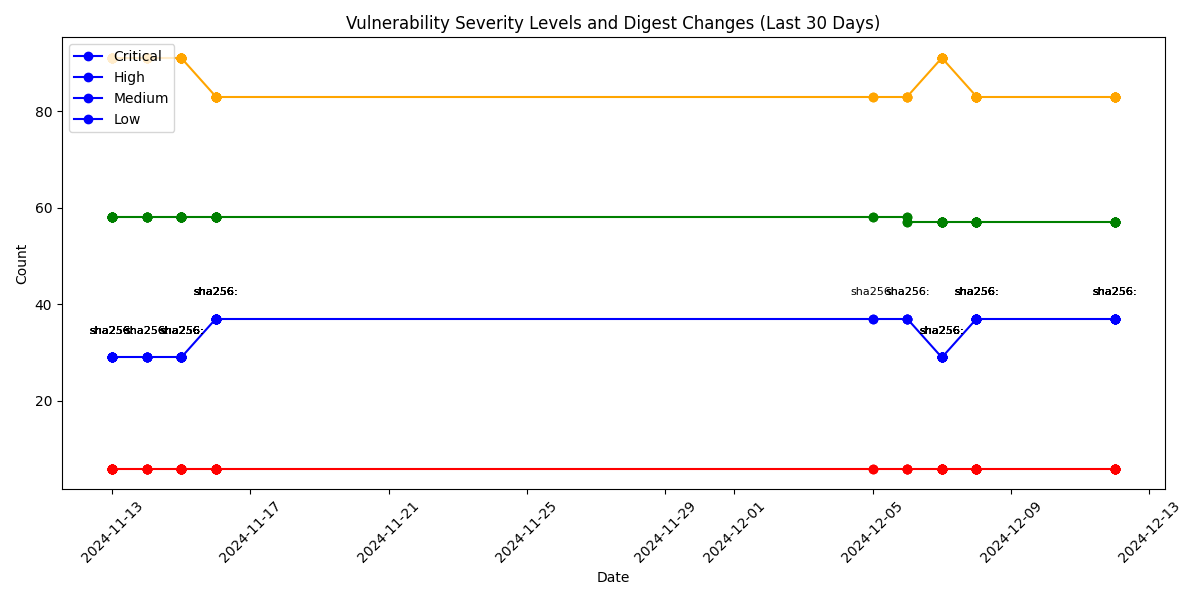 Vulnerability Severity Levels and Digest Changes (Last 30 Days)
Critical
High
Medium
Low
Count
80
60
40
20
sha256:
sha256:
sha256:
sha256:
sha256:
sha256:
sha256:
sha256:
sha256:
2024-11-13
2024-11-17
2024-11-21
2024-11-25
2024-11-29
2024-12-01
2024-12-05
2024-12-09
2024-12-13
Date